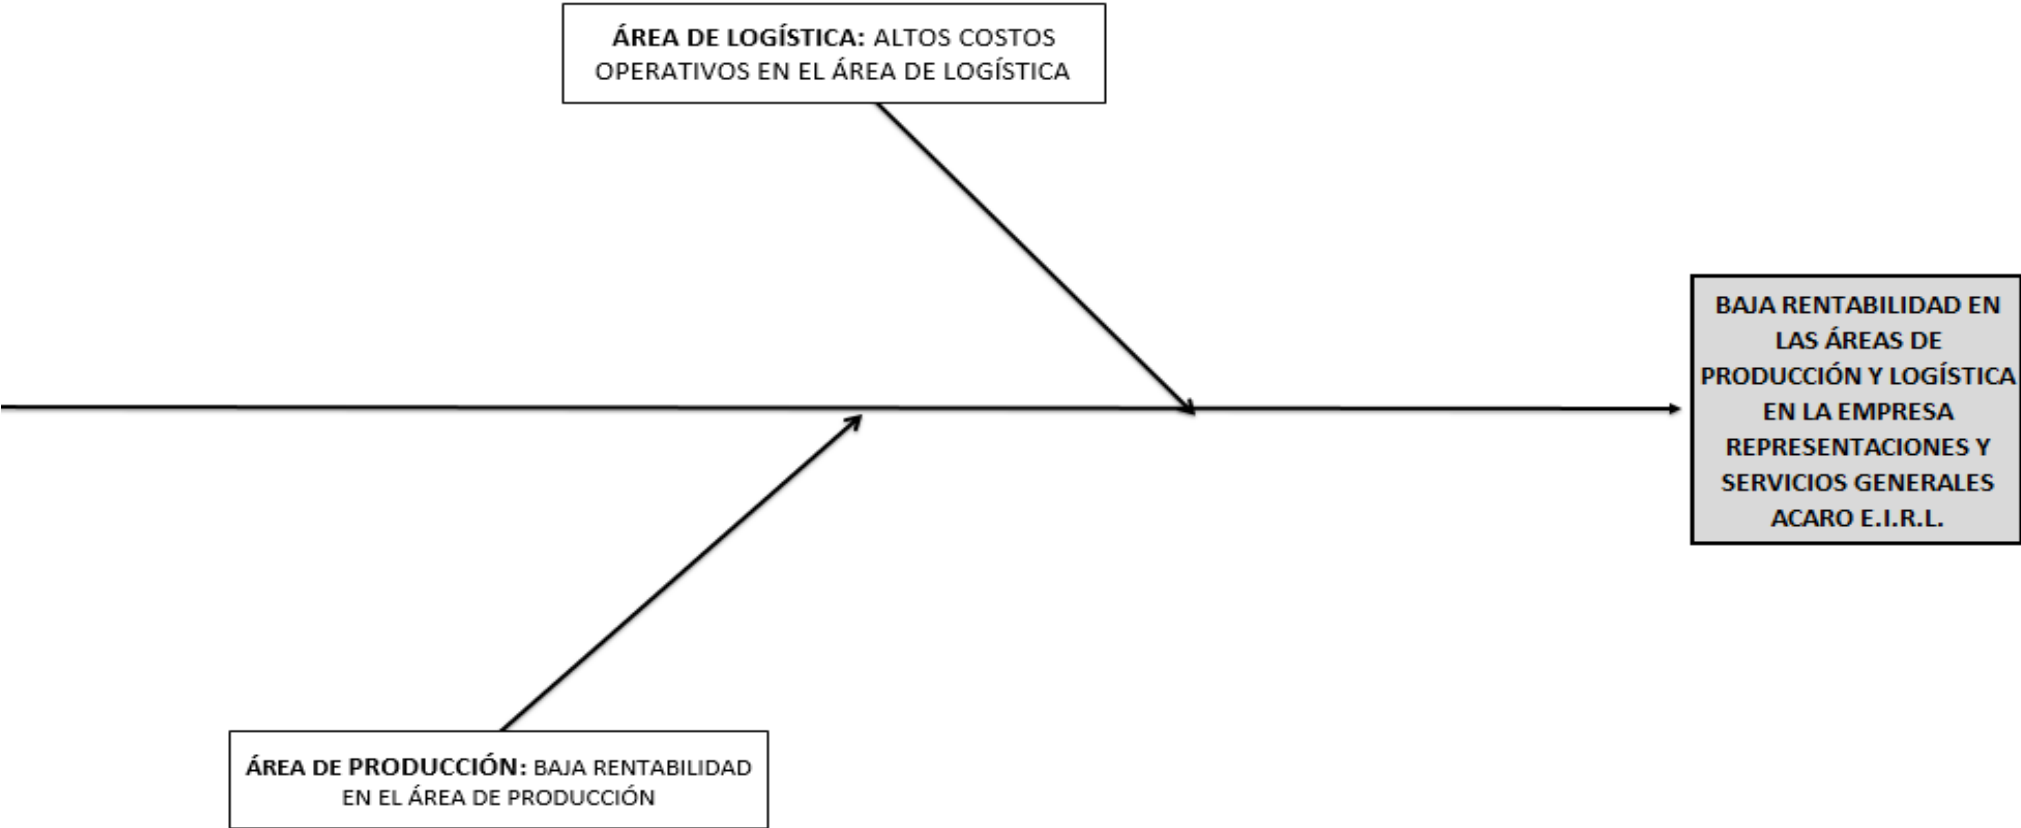 ÁREA DE LOGÍSTICA: ALTOS COSTOS
OPERATIVOS EN EL ÁREA DE LOGÍSTICA
BAJA RENTABILIDAD EN
LAS ÁREAS DE
PRODUCCIÓN Y LOGÍSTICA
EN LA EMPRESA
REPRESENTACIONES Y
SERVICIOS GENERALES
ACARO E.I.R.L.
ÁREA DE PRODUCCIÓN: BAJA RENTABILIDAD
EN EL ÁREA DE PRODUCCIÓN